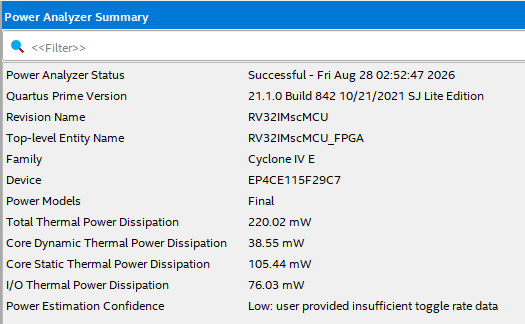 Power Analyzer Summary
<<Filter>>
Power Analyzer Status Successful - Fri Aug 28 02:52:47 2026
Quartus Prime Version 21.1.0 Build 842 10/21/2021 SJ Lite Edition
Revision Name RV32IMscMCU
Top-level Entity Name RV32IMscMCU_FPGA
Family Cyclone IV E
Device EP4CE115F29C7
Power Models Final
Total Thermal Power Dissipation 220.02 mW
Core Dynamic Thermal Power Dissipation 38.55 mW
Core Static Thermal Power Dissipation 105.44 mW
I/O Thermal Power Dissipation 76.03 mW
Power Estimation Confidence Low: user provided insufficient toggle rate data